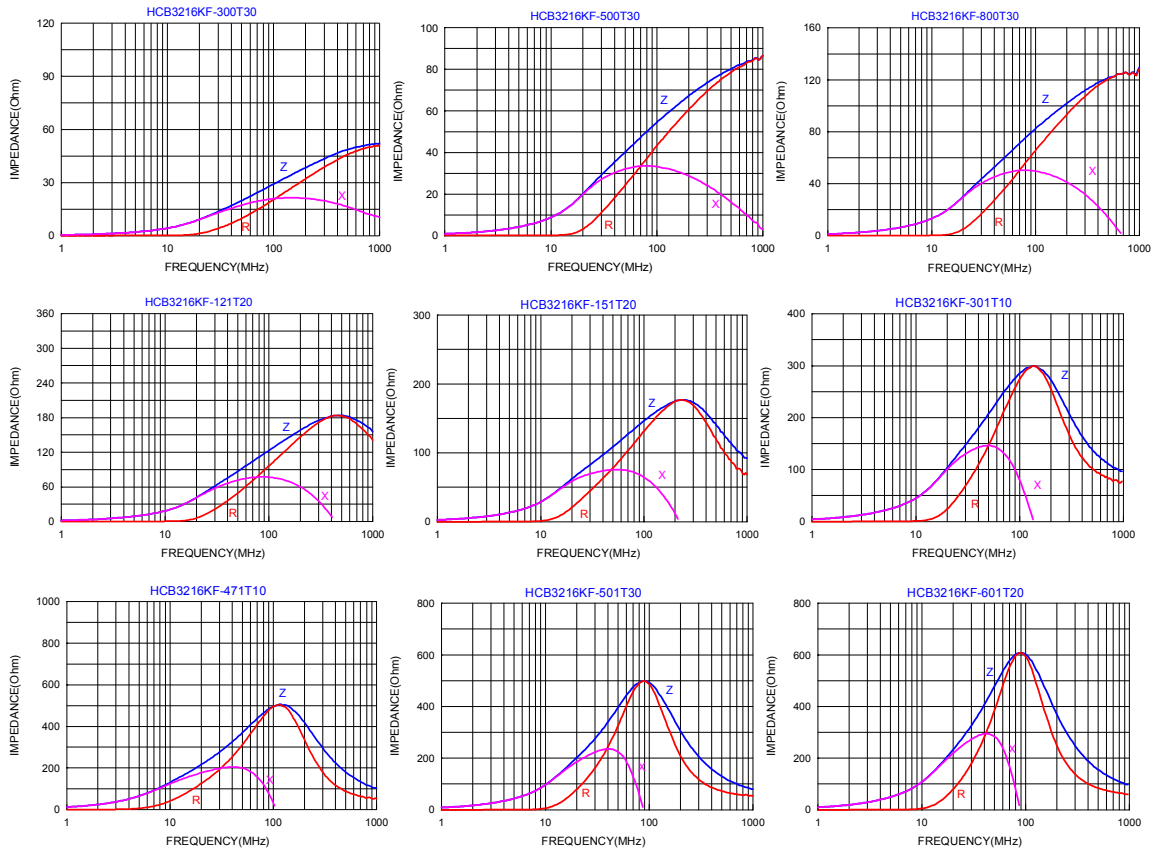 HCB3216KF-300T30
120
90
60
30
0
IMPEDANCE(Ohm)
Z
X
R
1
10
100
1000
FREQUENCY(MHz)
HCB3216KF-500T30
100
80
60
40
20
0
IMPEDANCE(Ohm)
Z
X
R
1
10
100
1000
FREQUENCY(MHz)
HCB3216KF-800T30
160
120
80
40
0
IMPEDANCE(Ohm)
Z
X
R
1
10
100
1000
FREQUENCY(MHz)
HCB3216KF-121T20
360
300
240
180
120
60
0
IMPEDANCE(Ohm)
Z
X
R
1
10
100
1000
FREQUENCY(MHz)
HCB3216KF-151T20
300
200
100
0
IMPEDANCE(Ohm)
Z
X
R
1
10
100
1000
FREQUENCY(MHz)
HCB3216KF-301T10
400
300
200
100
0
IMPEDANCE(Ohm)
Z
X
R
1
10
100
1000
FREQUENCY(MHz)
HCB3216KF-471T10
1000
800
600
400
200
0
IMPEDANCE(Ohm)
Z
X
R
1
10
100
1000
FREQUENCY(MHz)
HCB3216KF-501T30
800
600
400
200
0
IMPEDANCE(Ohm)
Z
X
R
1
10
100
1000
FREQUENCY(MHz)
HCB3216KF-601T20
800
600
400
200
0
IMPEDANCE(Ohm)
Z
X
R
1
10
100
1000
FREQUENCY(MHz)